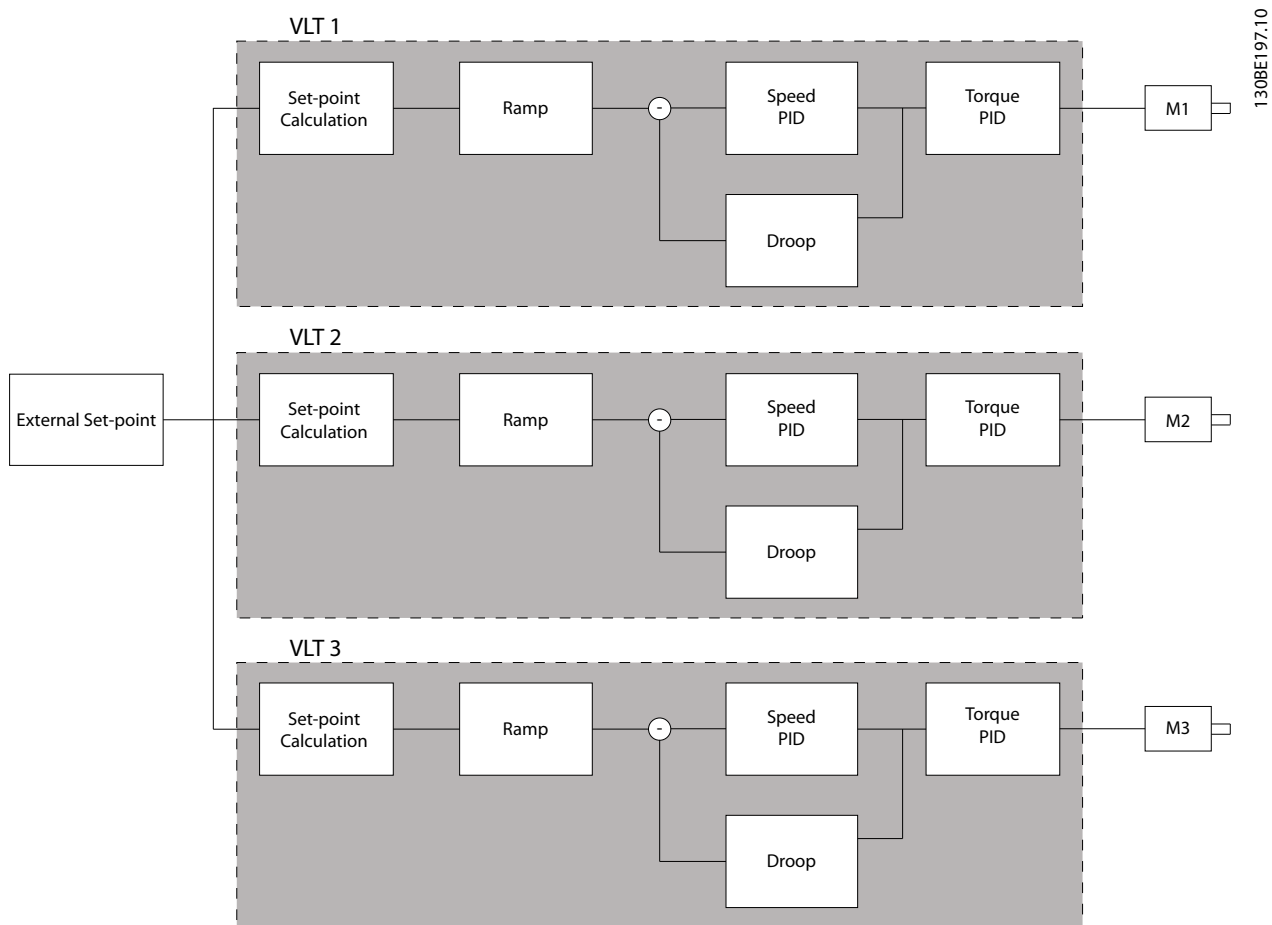 VLT 1
Set-point
Calculation
Ramp
-
Speed
PID
Torque
PID
M1
Droop
130BE197.10
VLT 2
External Set-point
Set-point
Calculation
Ramp
-
Speed
PID
Torque
PID
M2
Droop
VLT 3
Set-point
Calculation
Ramp
-
Speed
PID
Torque
PID
M3
Droop